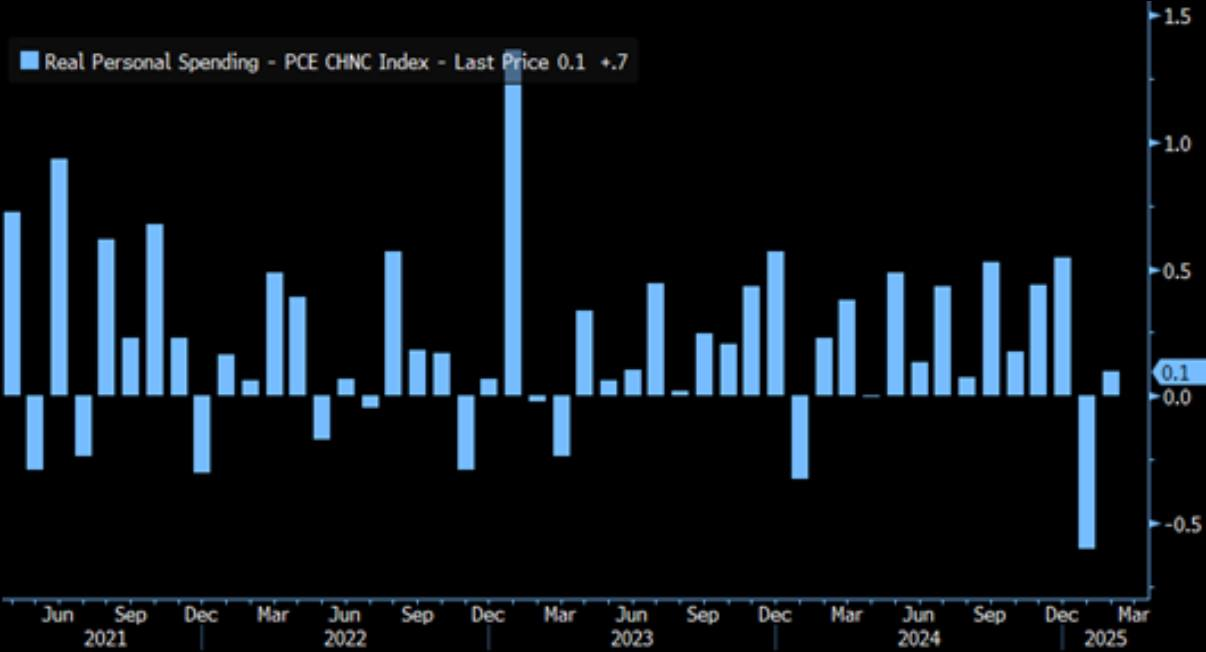 1.5
Real Personal Spending - PCE CHNC Index - Last Price 0.1 +.7
1.0
0.5
0.1
0.0
-0.5
Jun Sep Dec Mar Jun Sep Dec Mar Jun Sep Dec Mar Jun Sep Dec Mar
2021 2022 2023 2024 2025